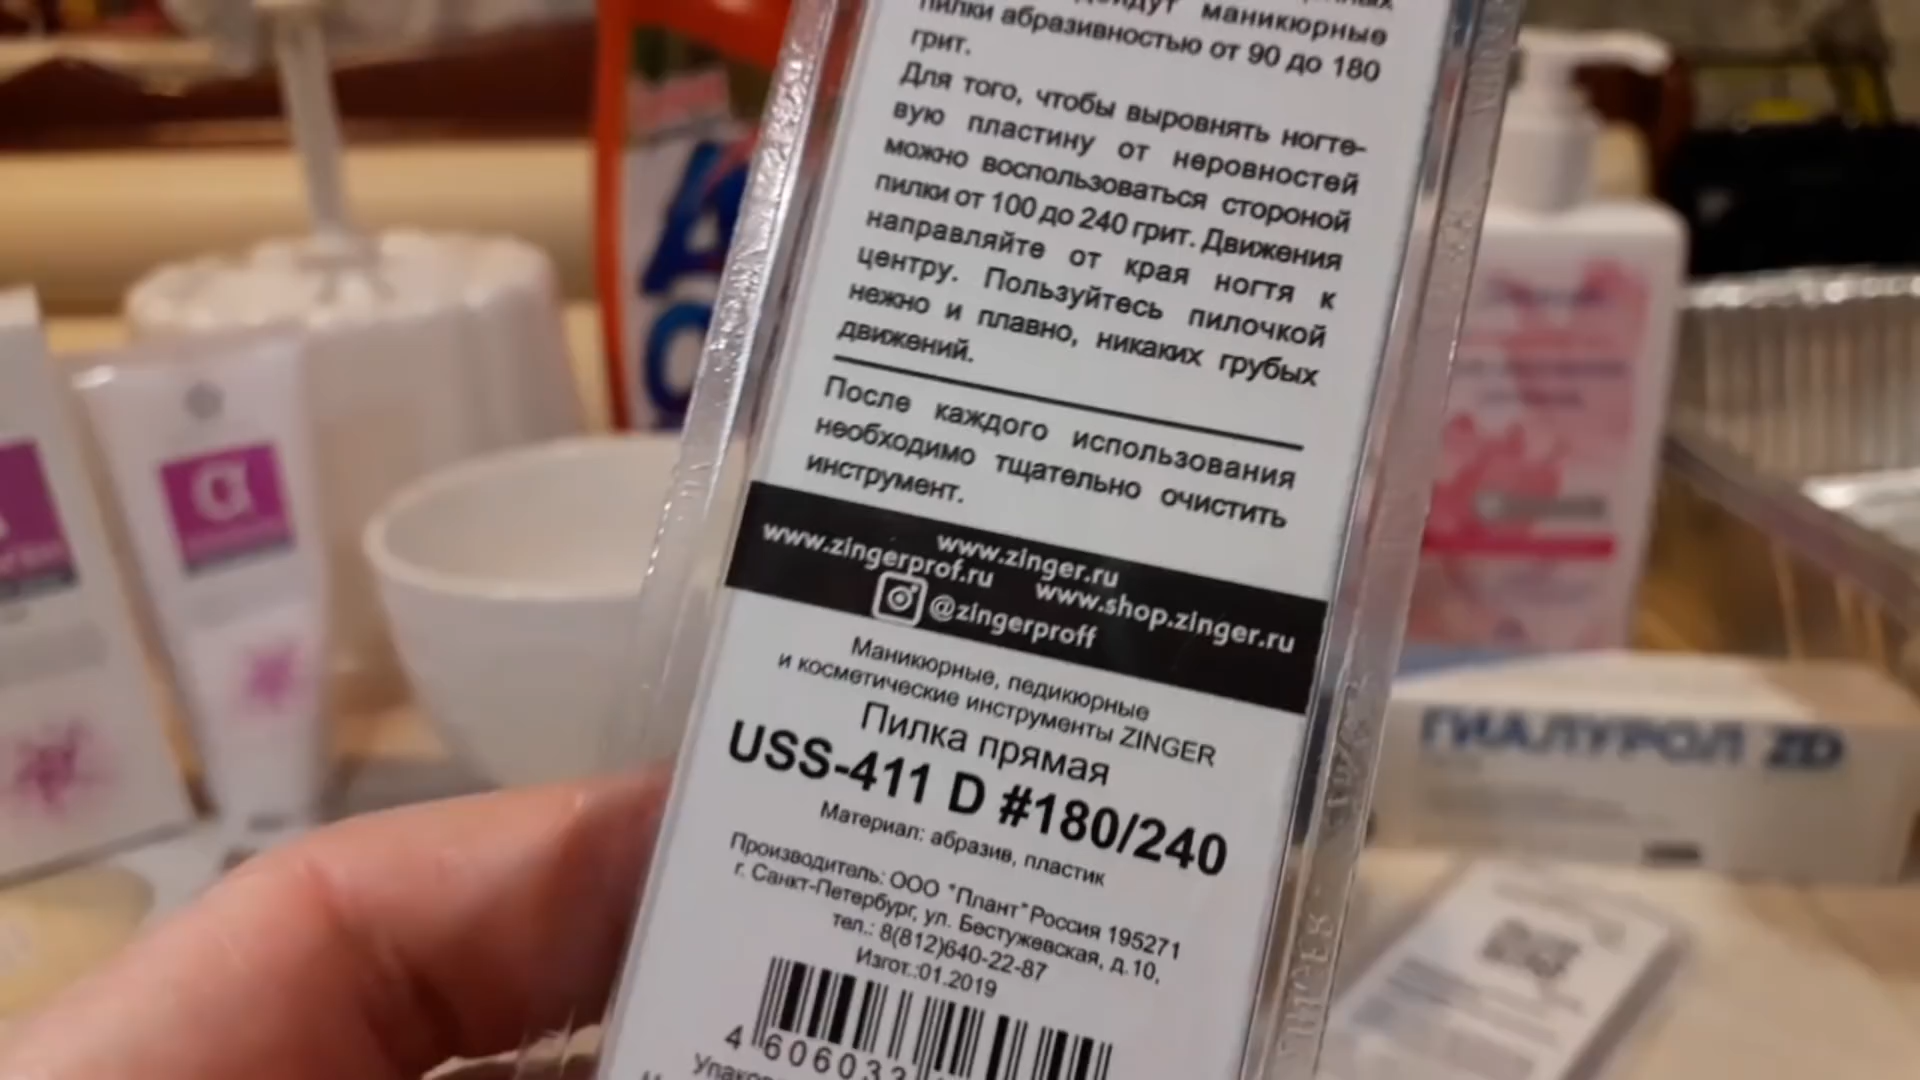 маникюрные
пилки абразивностью от 90 до 180
грит.
Для того, чтобы выровнять ногте-
вую пластину от неровностей
можно воспользоваться стороной
пилки от 100 до 240 грит. Движения
направляйте от края ногтя к
центру. Пользуйтесь пилочкой
нежно и плавно, никаких грубых
движений.
После каждого использования
необходимо тщательно очистить
инструмент.
www.zinger.ru
www.zingerprof.ru www.shop.zinger.ru
@zingerproff
Маникюрные, педикюрные
и косметические инструменты ZINGER
Пилка прямая
USS-411 D #180/240
Материал: абразив, пластик
Производитель: ООО "Плант" Россия 195271
г. Санкт-Петербург, ул. Бестужевская, д.10,
тел.: 8(812)640-22-87
Изгот.:01.2019
ГИАЛУРОЛ 2D